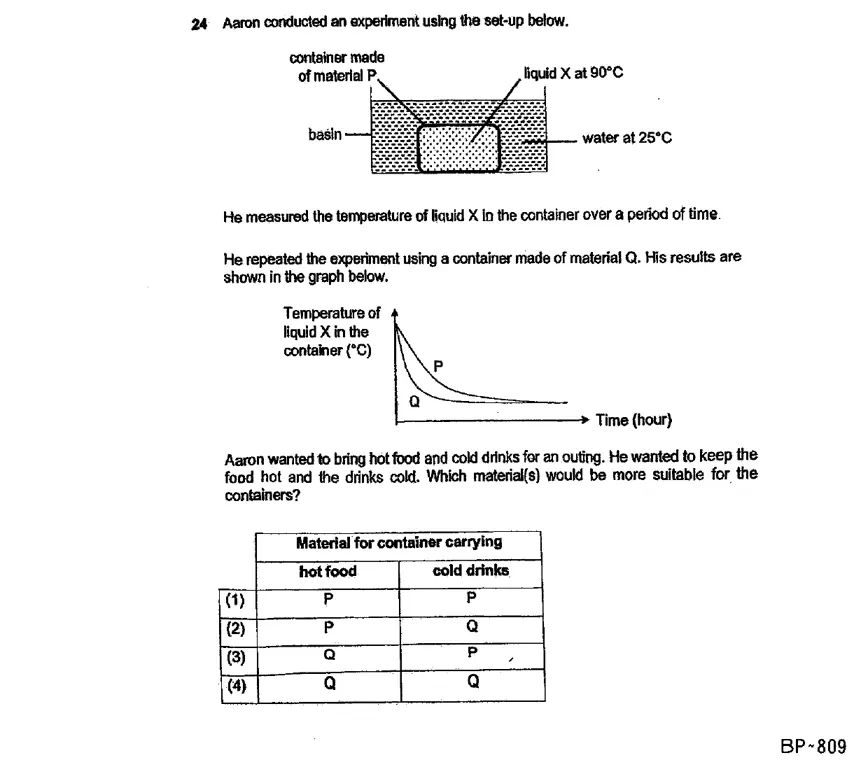 24 Aaron conducted an experiment using the set-up below.
container made
of material P
liquid X at 90°C
basin
water at 25°C
He measured the temperature of liquid X in the container over a period of time.
He repeated the experiment using a container made of material Q. His results are
shown in the graph below.
Temperature of
liquid X in the
container (°C)
P
Q
Time (hour)
Aaron wanted to bring hot food and cold drinks for an outing. He wanted to keep the
food hot and the drinks cold. Which material(s) would be more suitable for the
containers?
Material for container carrying
hot food cold drinks
(1) P P
(2) P Q
(3) Q P
(4) Q Q
BP~809